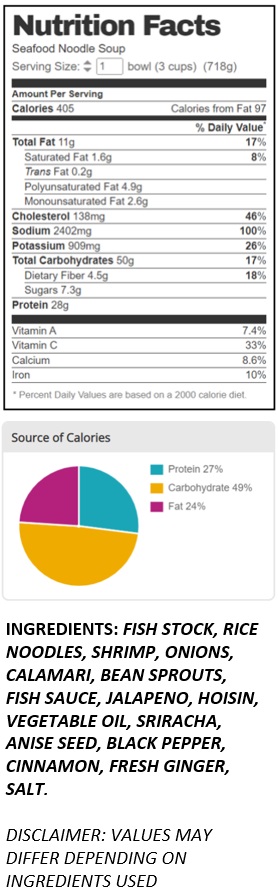 Nutrition Facts
Seafood Noodle Soup
Serving Size: 1 bowl (3 cups) (718g)
Amount Per Serving
Calories 405 Calories from Fat 97
% Daily Value*
Total Fat 11g 17%
Saturated Fat 1.6g 8%
Trans Fat 0.2g
Polyunsaturated Fat 4.9g
Monounsaturated Fat 2.6g
Cholesterol 138mg 46%
Sodium 2402mg 100%
Potassium 909mg 26%
Total Carbohydrates 50g 17%
Dietary Fiber 4.5g 18%
Sugars 7.3g
Protein 28g
Vitamin A 7.4%
Vitamin C 33%
Calcium 8.6%
Iron 10%
* Percent Daily Values are based on a 2000 calorie diet.
Source of Calories
Protein 27%
Carbohydrate 49%
Fat 24%
INGREDIENTS: FISH STOCK, RICE
NOODLES, SHRIMP, ONIONS,
CALAMARI, BEAN SPROUTS,
FISH SAUCE, JALAPENO, HOISIN,
VEGETABLE OIL, SRIRACHA,
ANISE SEED, BLACK PEPPER,
CINNAMON, FRESH GINGER,
SALT.
DISCLAIMER: VALUES MAY
DIFFER DEPENDING ON
INGREDIENTS USED